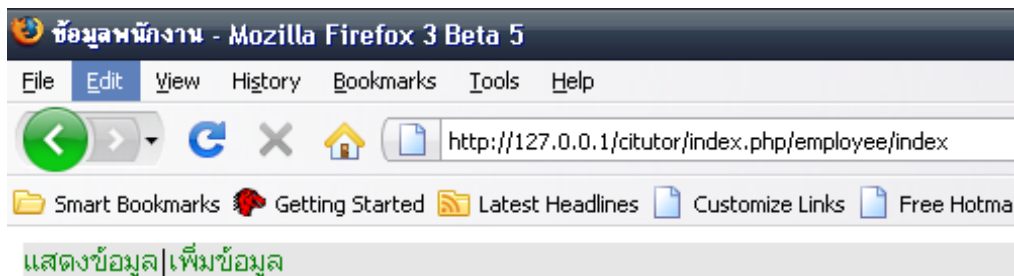 ข้อมูลพนักงาน - Mozilla Firefox 3 Beta 5
File Edit View History Bookmarks Tools Help
http://127.0.0.1/citutor/index.php/employee/index
Smart Bookmarks Getting Started Latest Headlines Customize Links Free Hotma
แสดงข้อมูล|เพิ่มข้อมูล